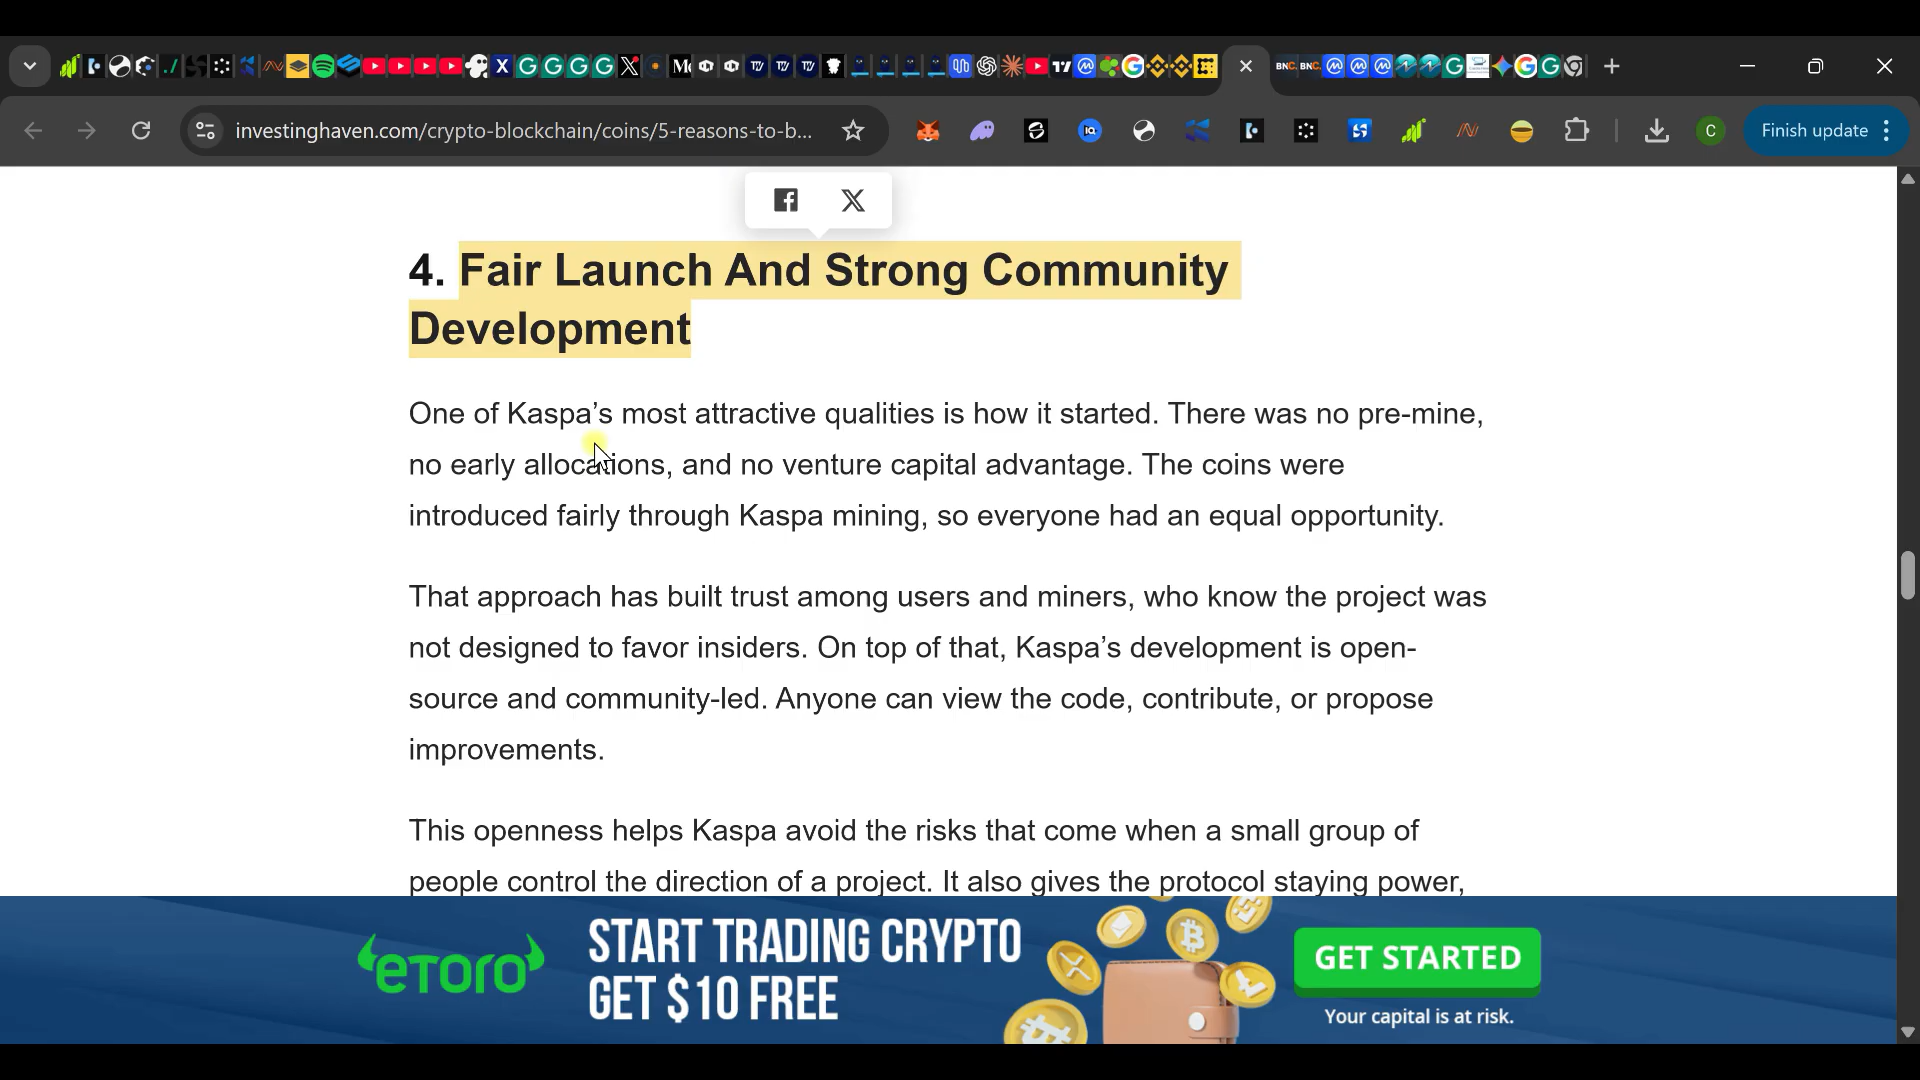 investinghaven.com/crypto-blockchain/coins/5-reasons-to-b...
C
Finish update
4. Fair Launch And Strong Community
Development
One of Kaspa’s most attractive qualities is how it started. There was no pre-mine,
no early allocations, and no venture capital advantage. The coins were
introduced fairly through Kaspa mining, so everyone had an equal opportunity.
That approach has built trust among users and miners, who know the project was
not designed to favor insiders. On top of that, Kaspa’s development is open-
source and community-led. Anyone can view the code, contribute, or propose
improvements.
This openness helps Kaspa avoid the risks that come when a small group of
people control the direction of a project. It also gives the protocol staying power,
eTORO
START TRADING CRYPTO
GET $10 FREE
GET STARTED
Your capital is at risk.